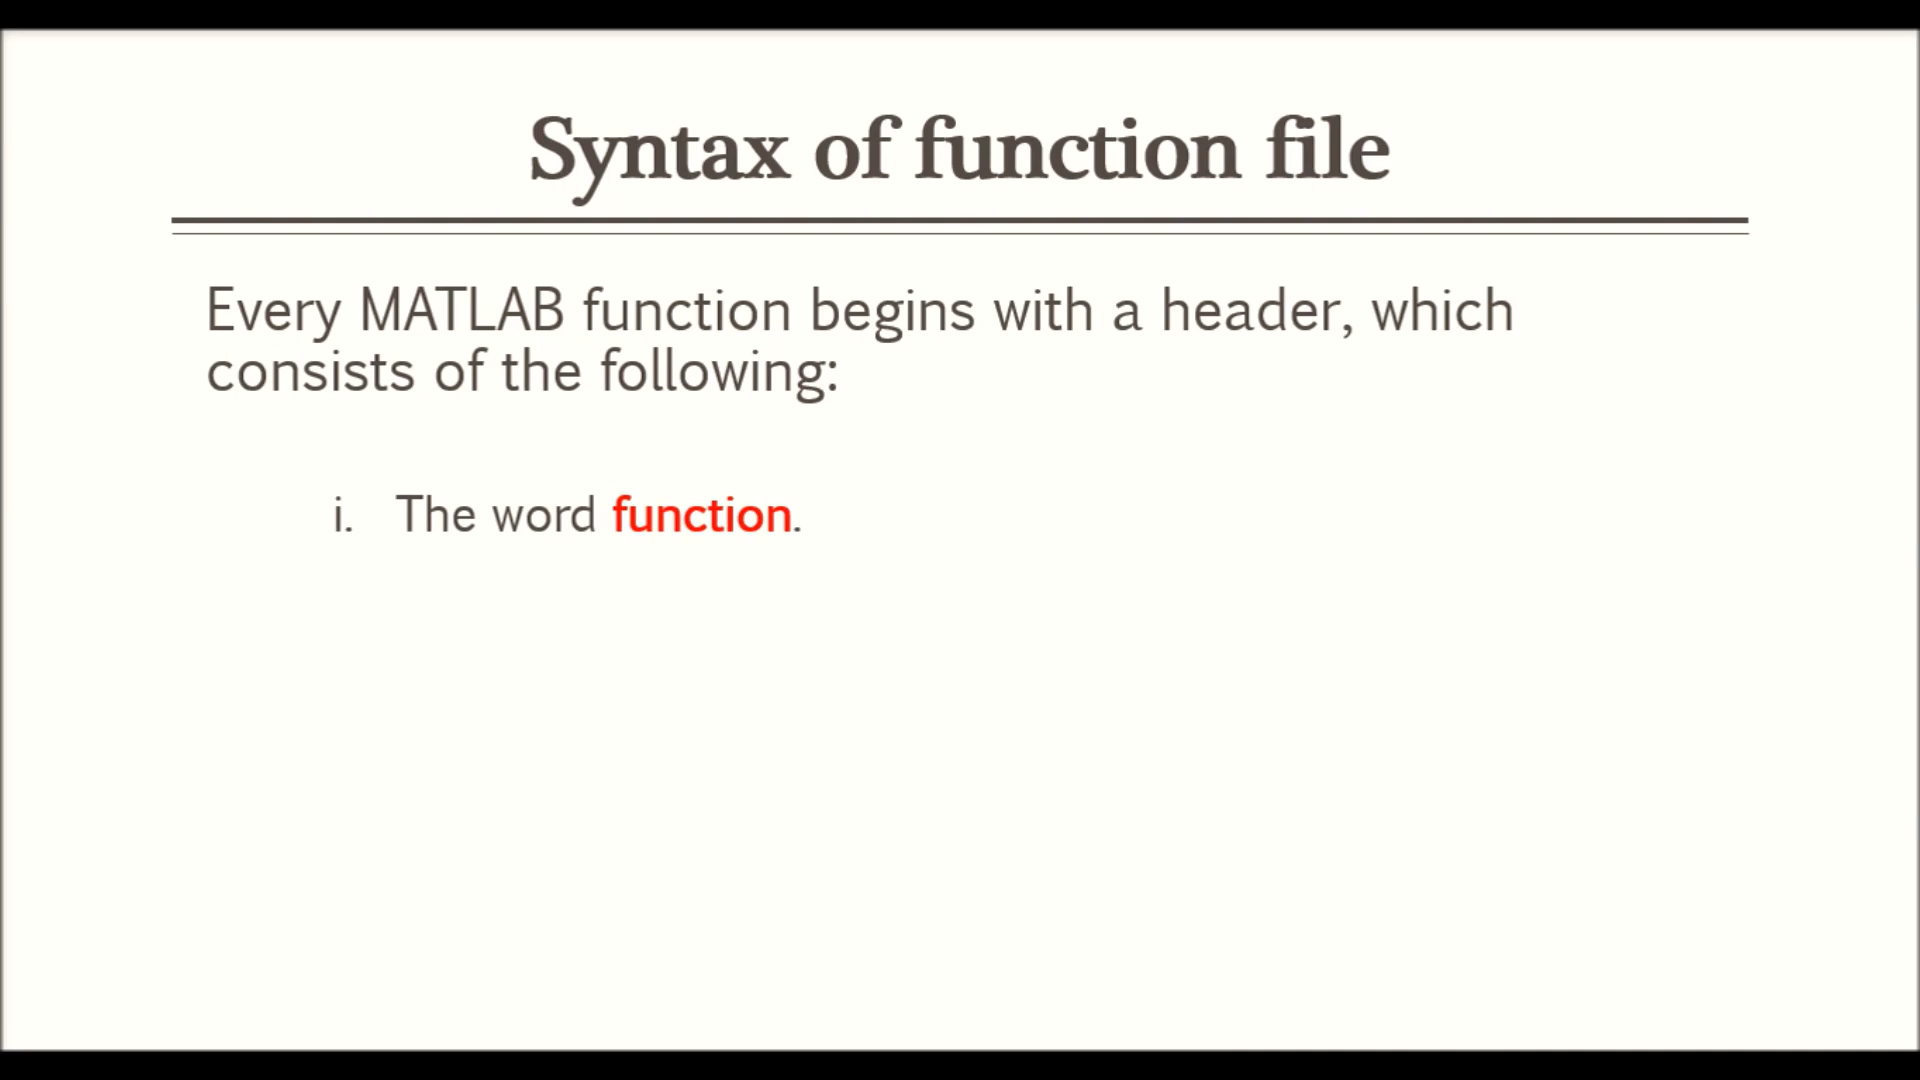 Syntax of function file
Every MATLAB function begins with a header, which
consists of the following:
i. The word function.